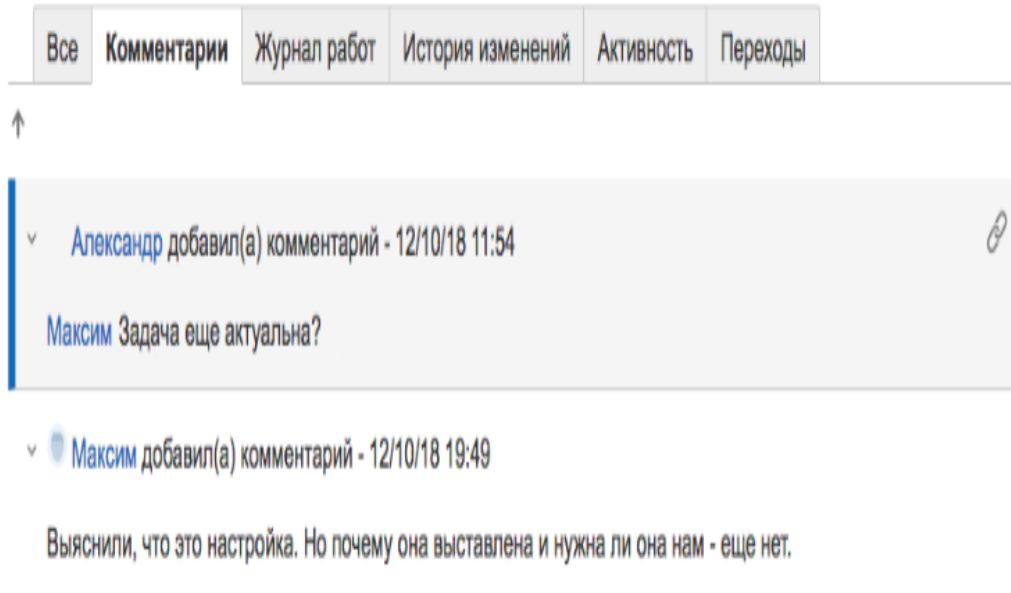 Все Комментарии Журнал работ История изменений Активность Переходы
Александр добавил(а) комментарий - 12/10/18 11:54
Максим Задача еще актуальна?
Максим добавил(а) комментарий - 12/10/18 19:49
Выяснили, что это настройка. Но почему она выставлена и нужна ли она нам - еще нет.